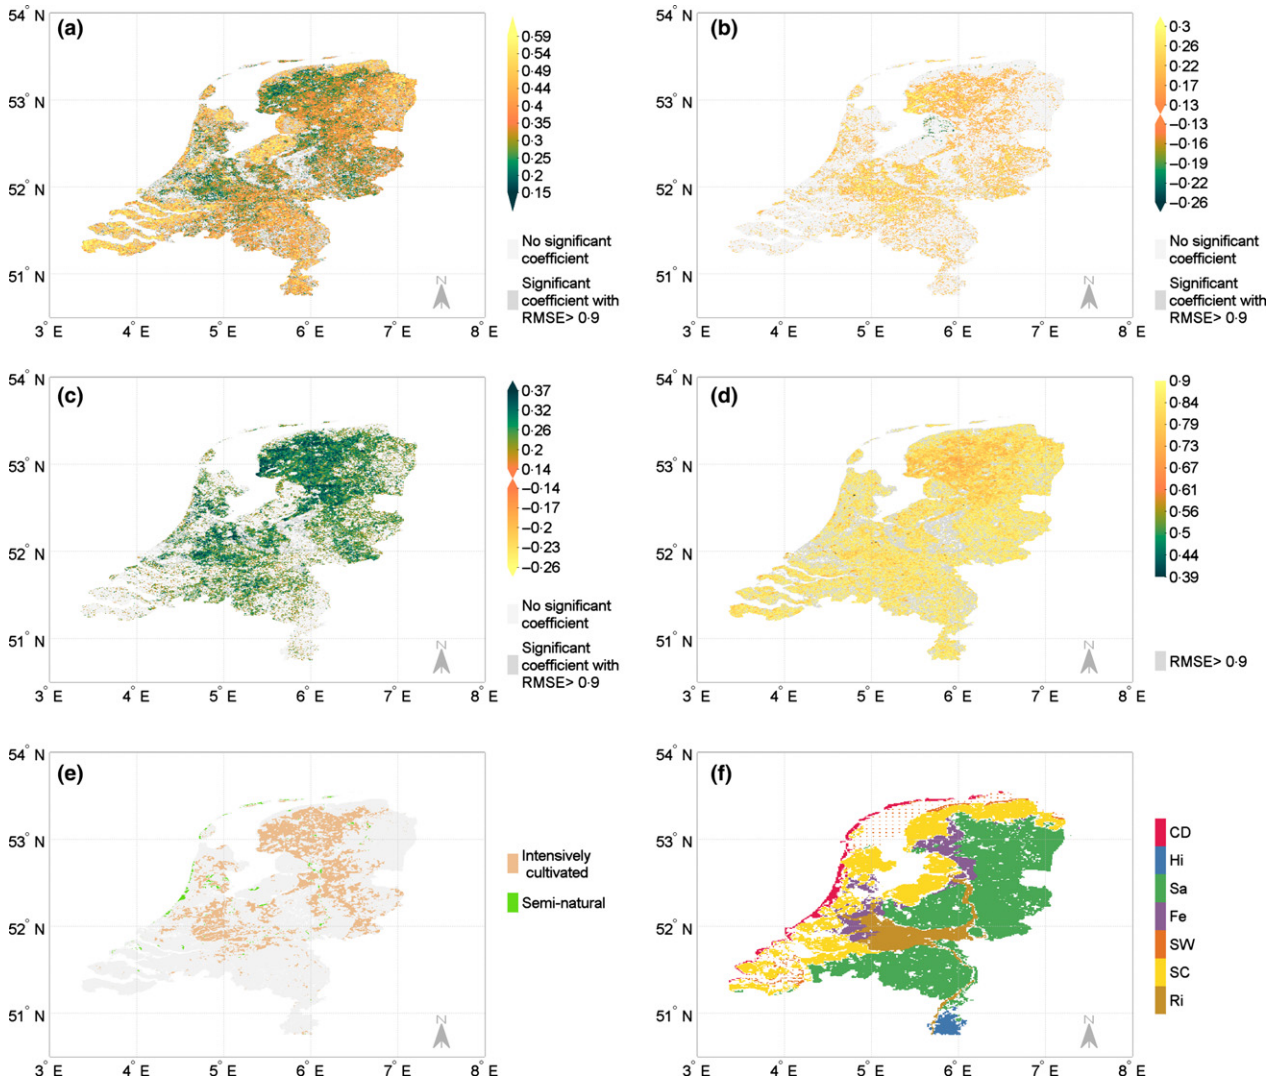 54° N
(a)
53° N
52° N
51° N
3° E
4° E
5° E
6° E
7° E
8° E
N
0·59
0·54
0·49
0·44
0·4
0·35
0·3
0·25
0·2
0·15
No significant
coefficient
Significant
coefficient with
RMSE> 0·9
54° N
(b)
53° N
52° N
51° N
3° E
4° E
5° E
6° E
7° E
8° E
N
0·3
0·26
0·22
0·17
0·13
−0·13
−0·16
−0·19
−0·22
−0·26
No significant
coefficient
Significant
coefficient with
RMSE> 0·9
54° N
(c)
53° N
52° N
51° N
3° E
4° E
5° E
6° E
7° E
8° E
N
0·37
0·32
0·26
0·2
0·14
−0·14
−0·17
−0·2
−0·23
−0·26
No significant
coefficient
Significant
coefficient with
RMSE> 0·9
54° N
(d)
53° N
52° N
51° N
3° E
4° E
5° E
6° E
7° E
8° E
N
0·9
0·84
0·79
0·73
0·67
0·61
0·56
0·5
0·44
0·39
RMSE> 0·9
54° N
(e)
53° N
52° N
51° N
3° E
4° E
5° E
6° E
7° E
8° E
N
Intensively
cultivated
Semi-natural
54° N
(f)
53° N
52° N
51° N
3° E
4° E
5° E
6° E
7° E
8° E
N
CD
Hi
Sa
Fe
SW
SC
Ri